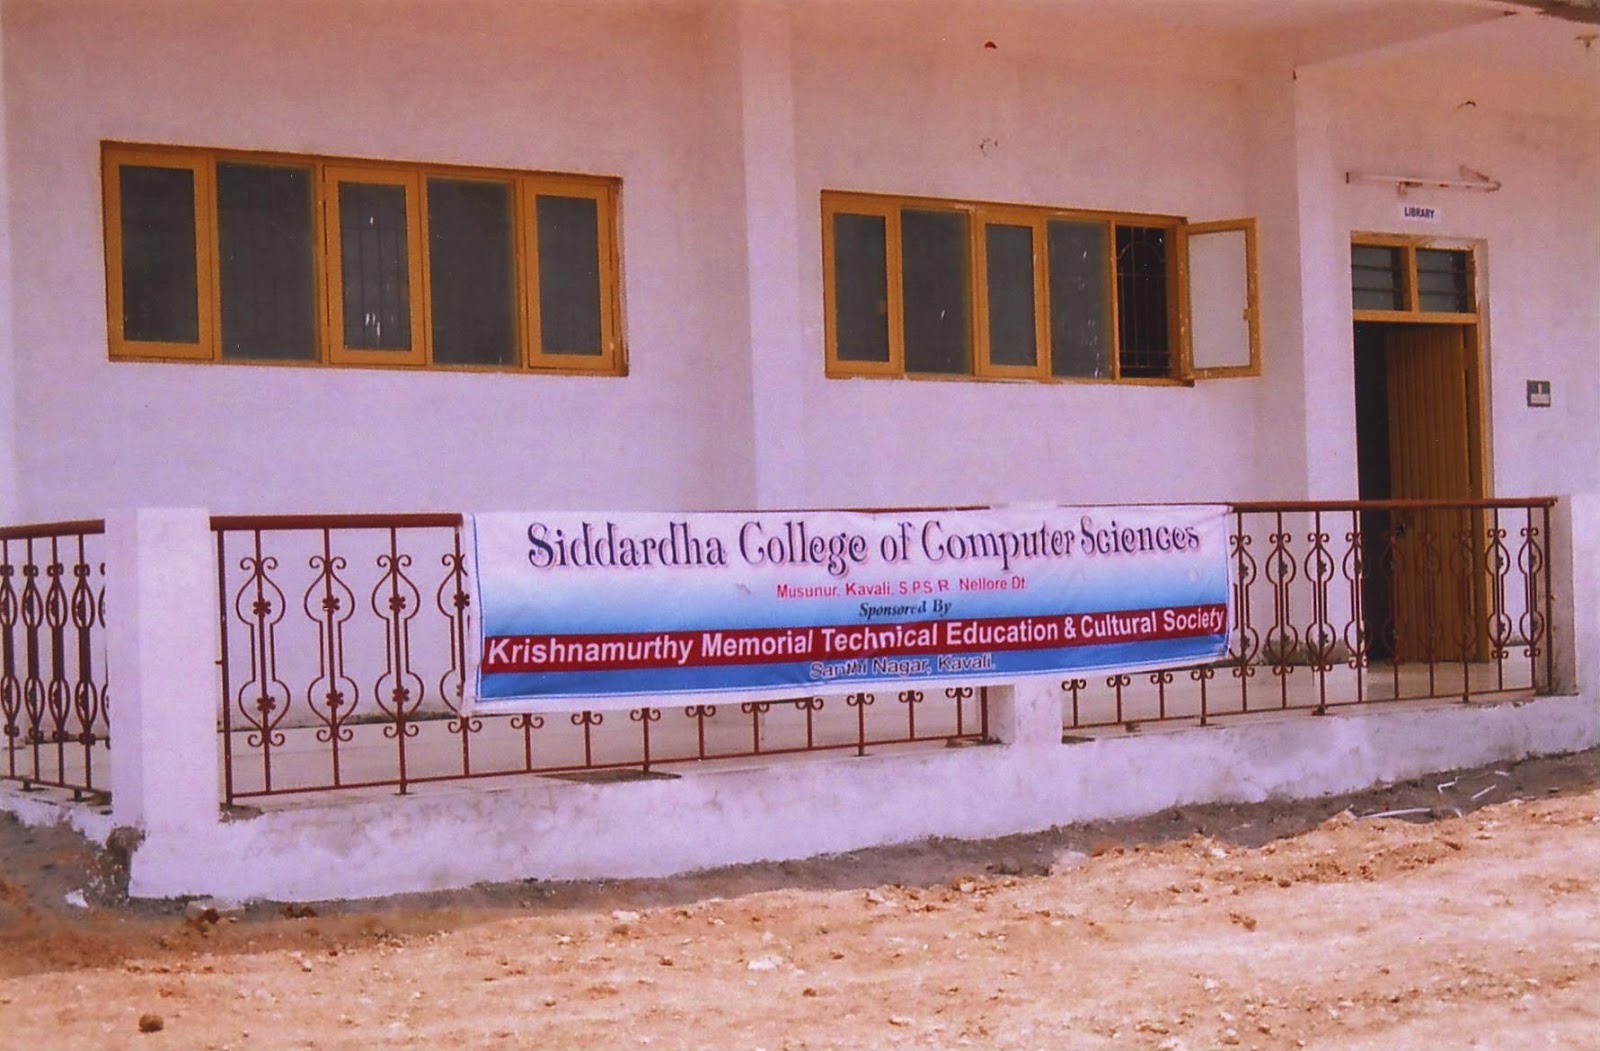 LIBRARY
Siddardha College of Computer Sciences
Musunur, Kavali, S.P.S.R. Nellore Dt.
Sponsored By
Krishnamurthy Memorial Technical Education & Cultural Society
Santhi Nagar, Kavali.